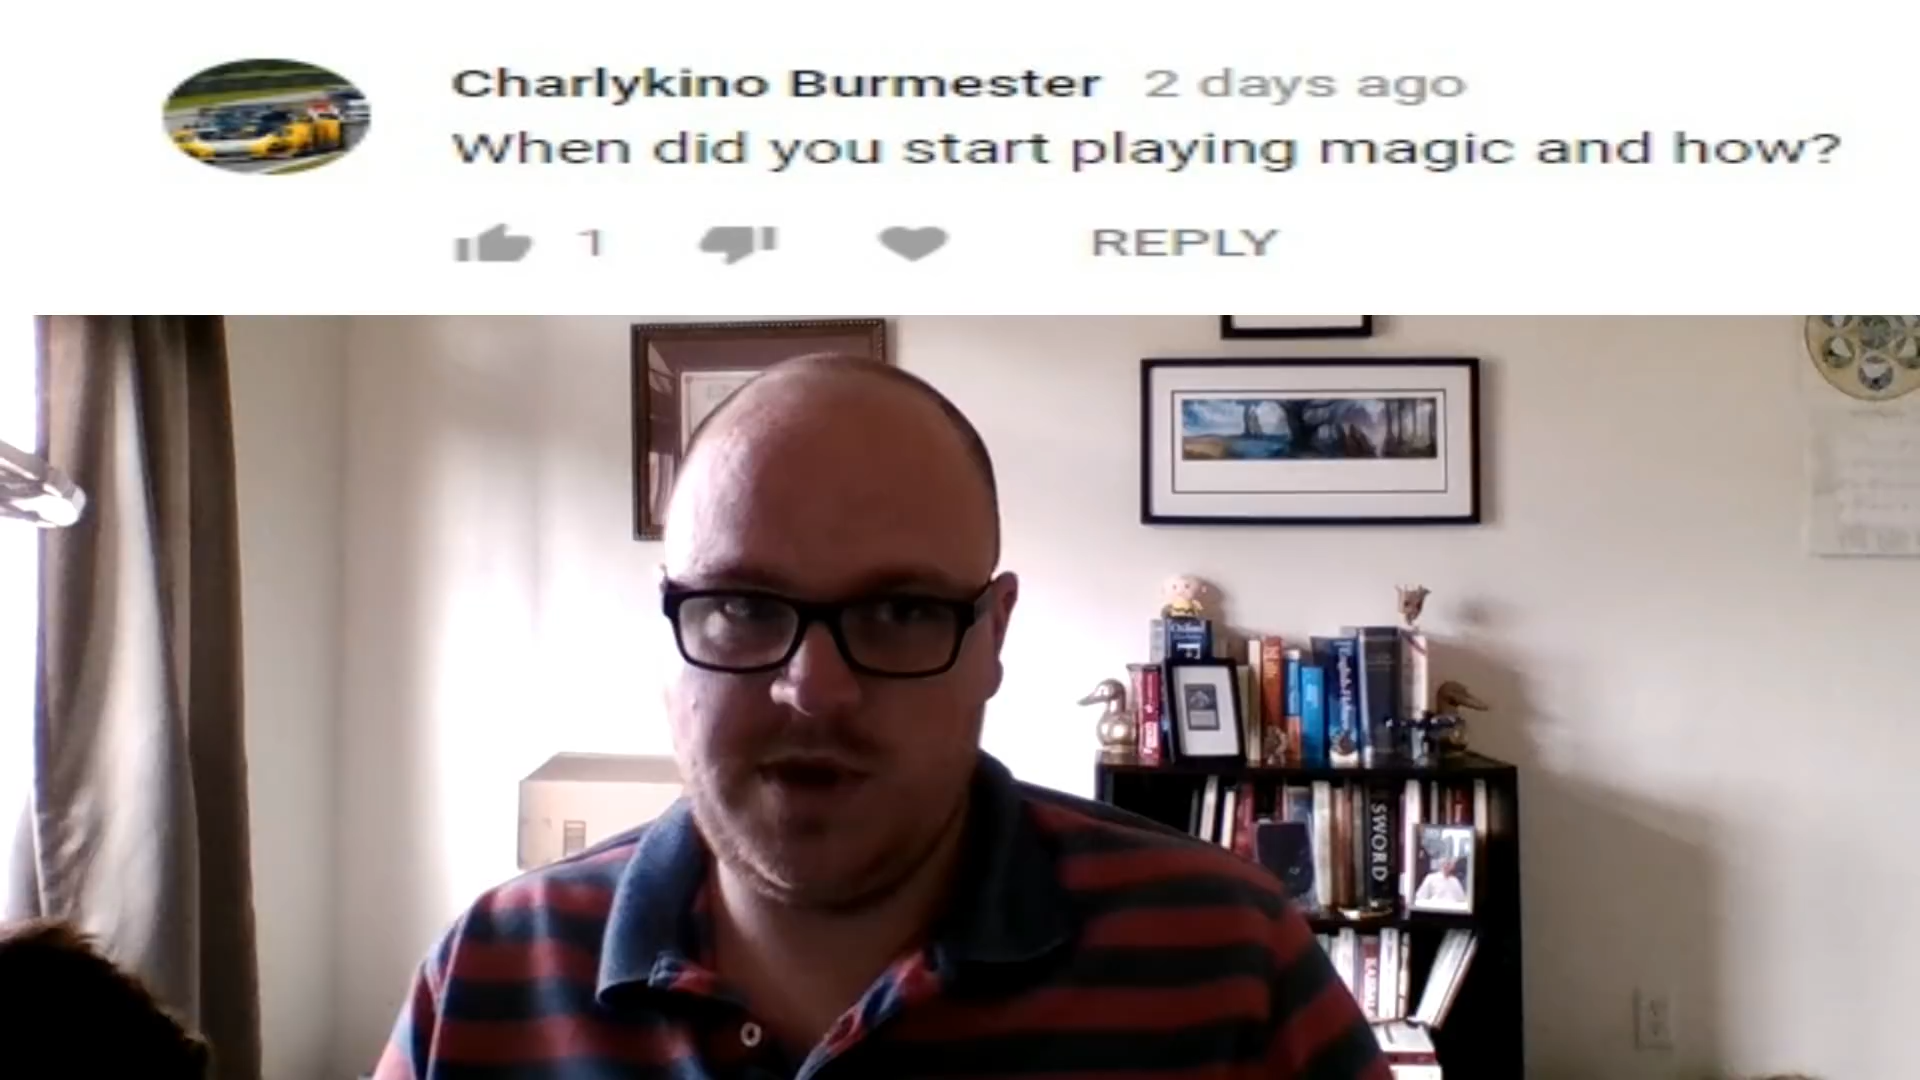 Charlykino Burmester 2 days ago
When did you start playing magic and how?
1 REPLY
SWORD